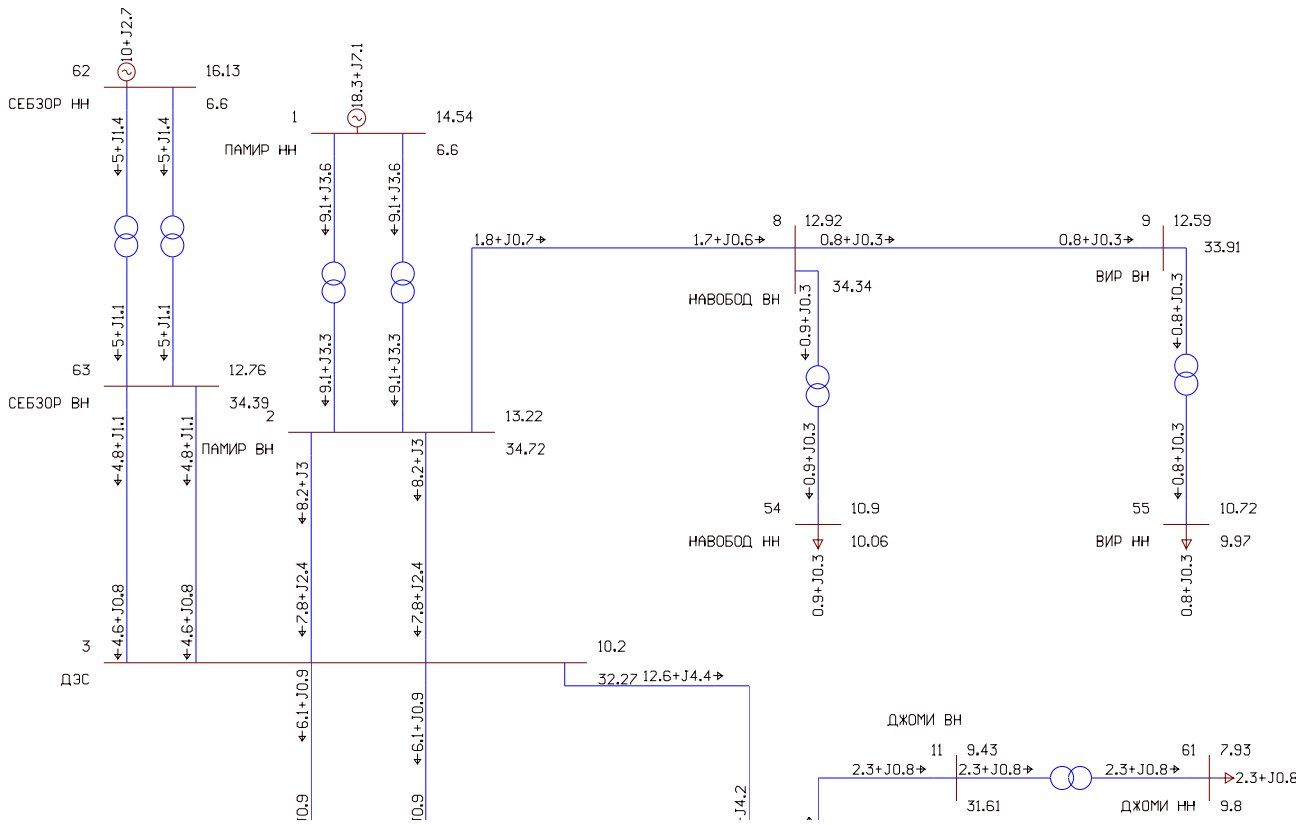 10+J2.7
62
16.13
СЕБЗОР НН
6.6
5+J1.4
5+J1.4
5+J1.1
5+J1.1
18.3+J7.1
1
14.54
ПАМИР НН
6.6
9.1+J3.6
9.1+J3.6
9.1+J3.3
9.1+J3.3
63
12.76
СЕБЗОР ВН
34.39
2
13.22
ПАМИР ВН
34.72
1.8+J0.7
1.7+J0.6
8
12.92
0.8+J0.3
0.8+J0.3
9
12.59
33.91
НАВОБОД ВН
34.34
ВИР ВН
0.9+J0.3
0.8+J0.3
0.9+J0.3
0.8+J0.3
54
10.9
НАВОБОД НН
10.06
0.9+J0.3
55
10.72
ВИР НН
9.97
0.8+J0.3
4.8+J1.1
4.8+J1.1
8.2+J3
8.2+J3
4.6+J0.8
4.6+J0.8
7.8+J2.4
7.8+J2.4
3
10.2
ДЭС
32.27
12.6+J4.4
6.1+J0.9
6.1+J0.9
J0.9
J0.9
+J4.2
ДЖОМИ ВН
11
9.43
61
7.93
2.3+J0.8
2.3+J0.8
2.3+J0.8
2.3+J0.8
31.61
ДЖОМИ НН
9.8